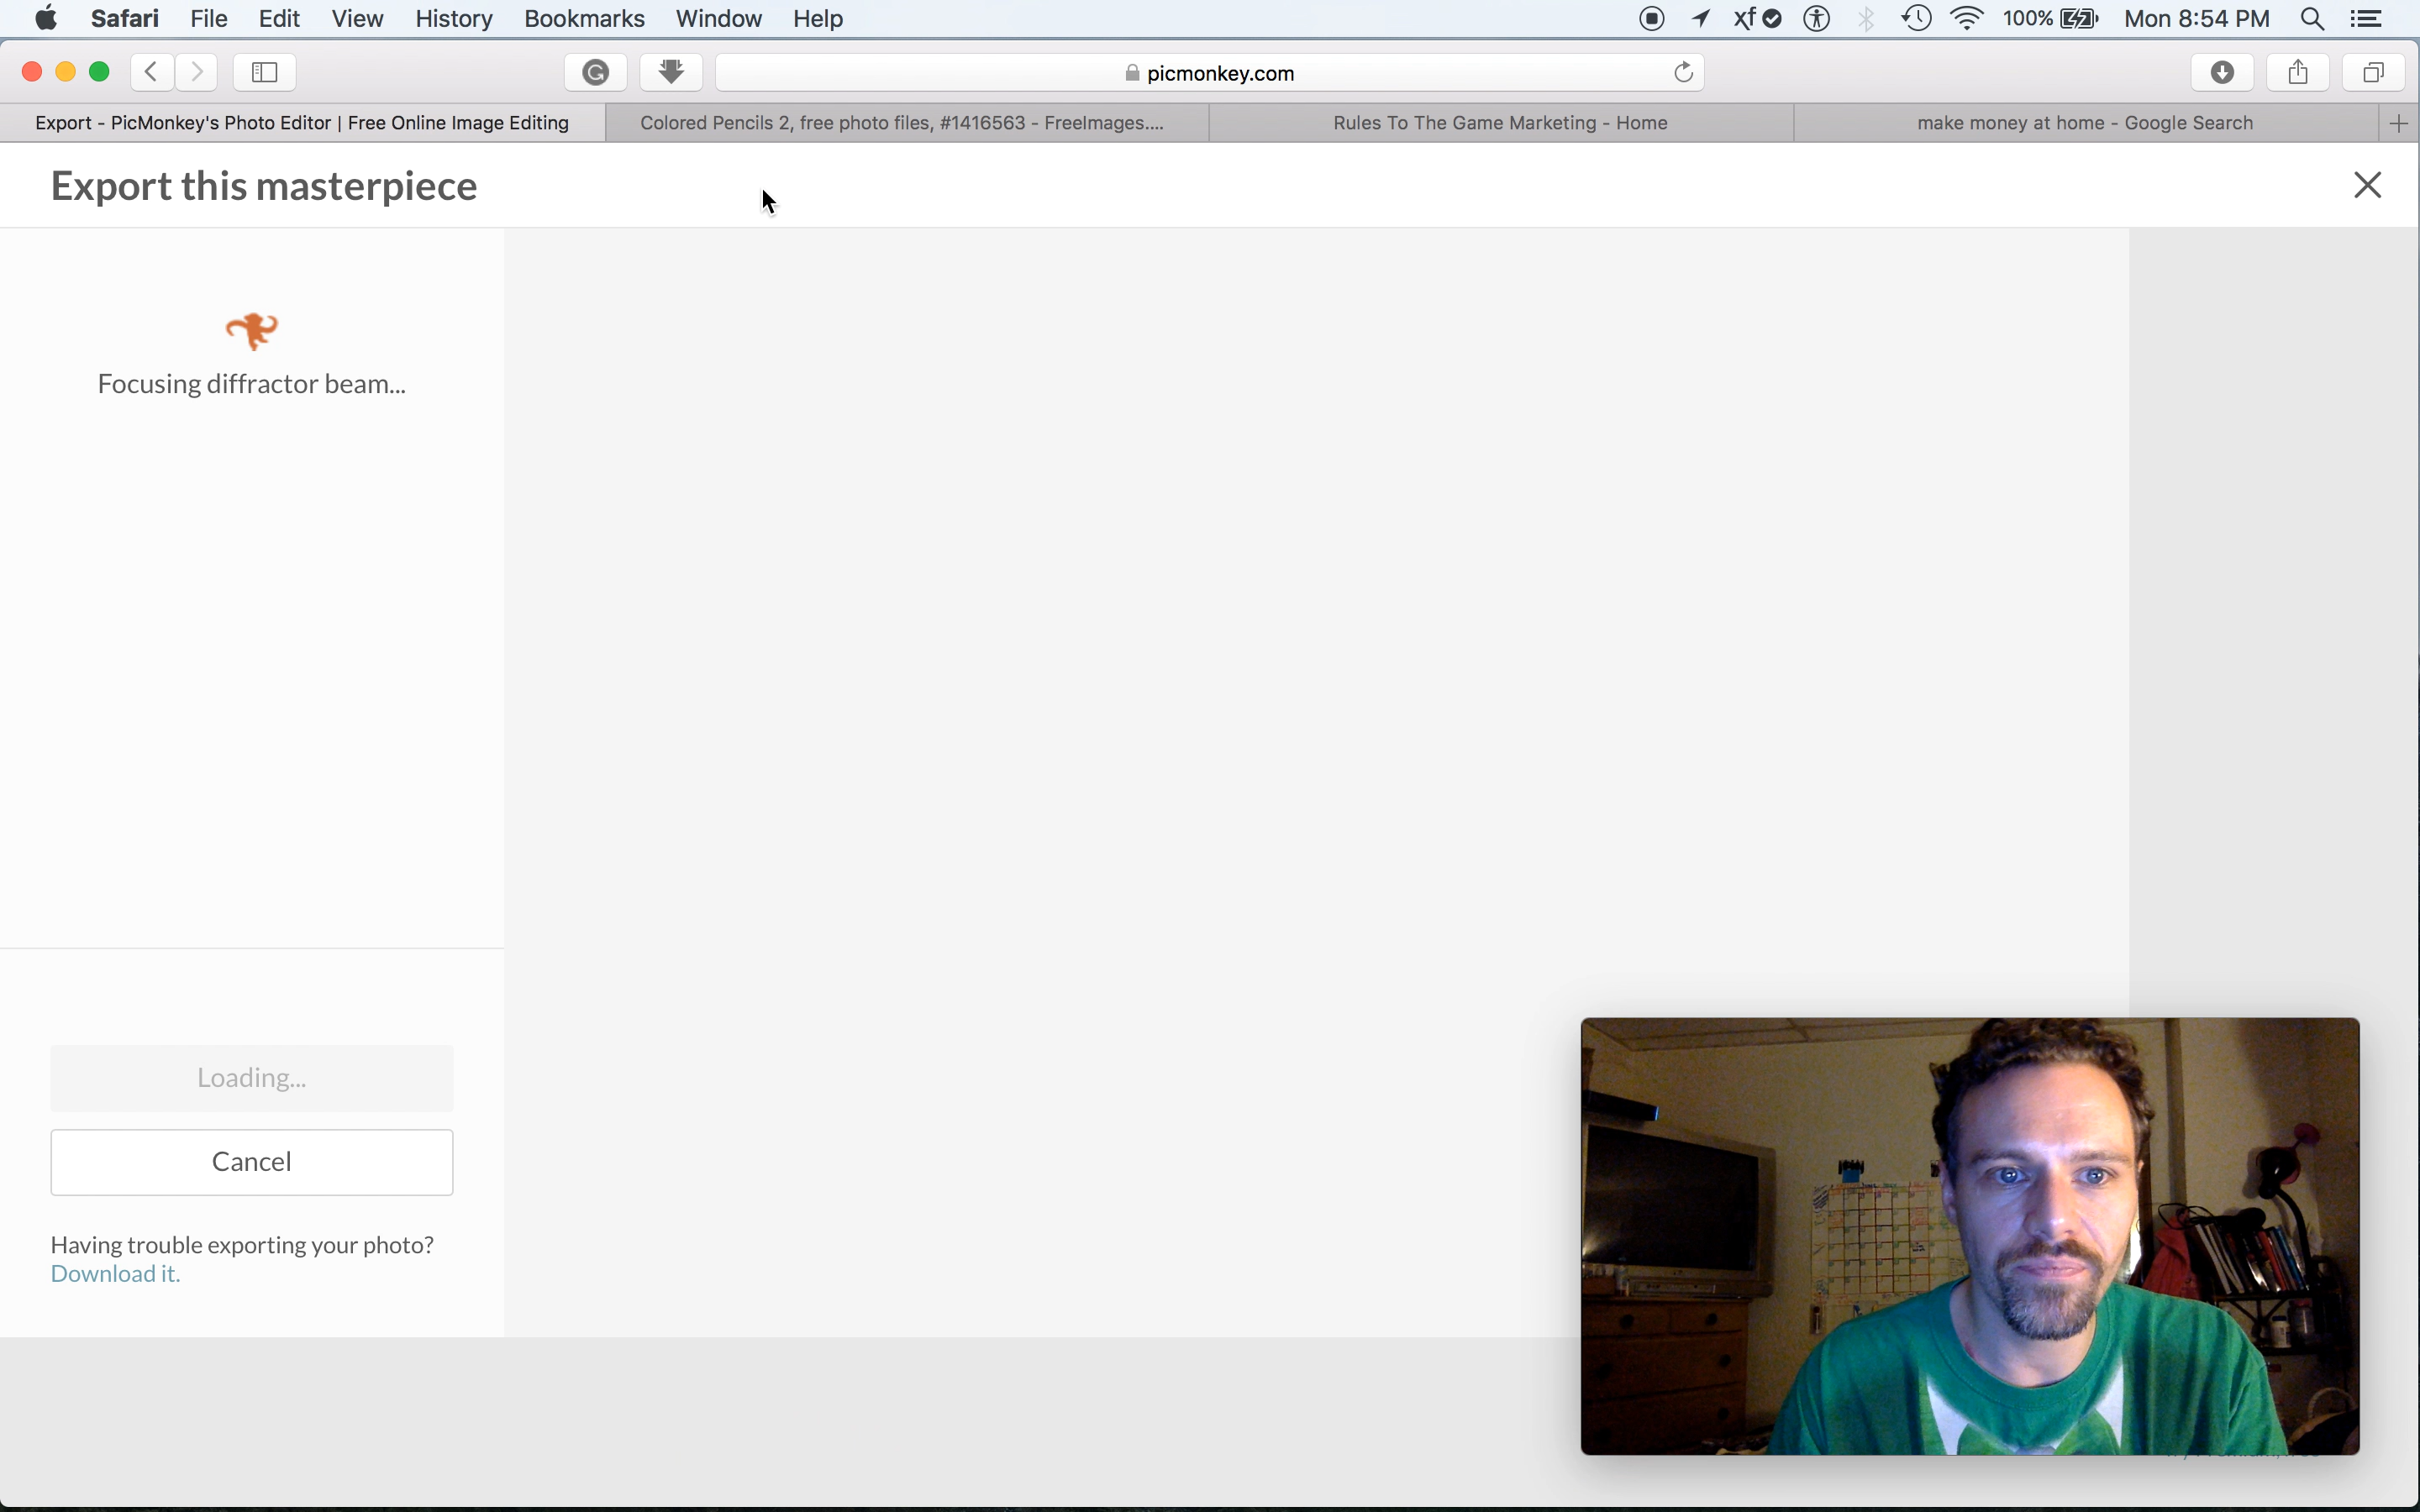 Safari File Edit View History Bookmarks Window Help xf 100% Mon 8:54 PM
picmonkey.com
Export - PicMonkey's Photo Editor | Free Online Image Editing Colored Pencils 2, free photo files, #1416563 - FreeImages.... Rules To The Game Marketing - Home make money at home - Google Search
Export this masterpiece
Focusing diffractor beam...
Loading...
Cancel
Having trouble exporting your photo?
Download it.